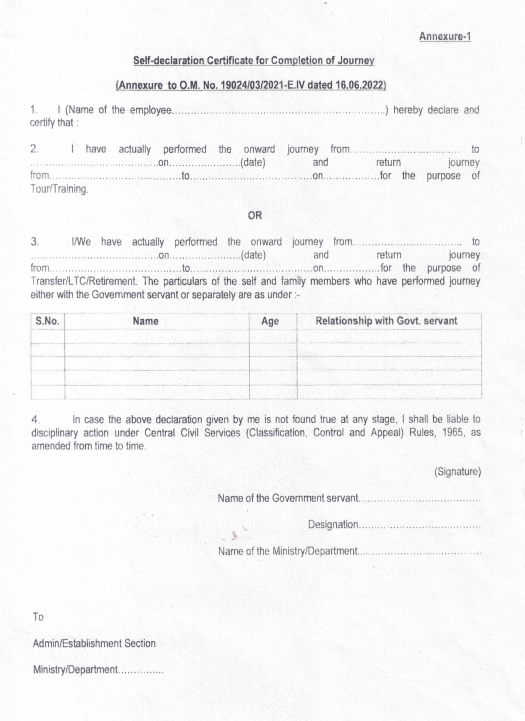 Annexure-1
Self-declaration Certificate for Completion of Journey
(Annexure to O.M. No. 19024/03/2021-E.IV dated 16.06.2022)
1. I (Name of the employee..............................................................) hereby declare and
certify that :
2. I have actually performed the onward journey from................................ to
......................................on.....................(date) and return journey
from.......................................to...................................on.................for the purpose of
Tour/Training.
OR
3. I/We have actually performed the onward journey from................................ to
......................................on.....................(date) and return journey
from.......................................to...................................on.................for the purpose of
Transfer/LTC/Retirement. The particulars of the self and family members who have performed journey
either with the Government servant or separately are as under :-
S.No. Name Age Relationship with Govt. servant
4. In case the above declaration given by me is not found true at any stage, I shall be liable to
disciplinary action under Central Civil Services (Classification, Control and Appeal) Rules, 1965, as
amended from time to time.
(Signature)
Name of the Government servant....................................
Designation....................................
Name of the Ministry/Department....................................
To
Admin/Establishment Section
Ministry/Department..............